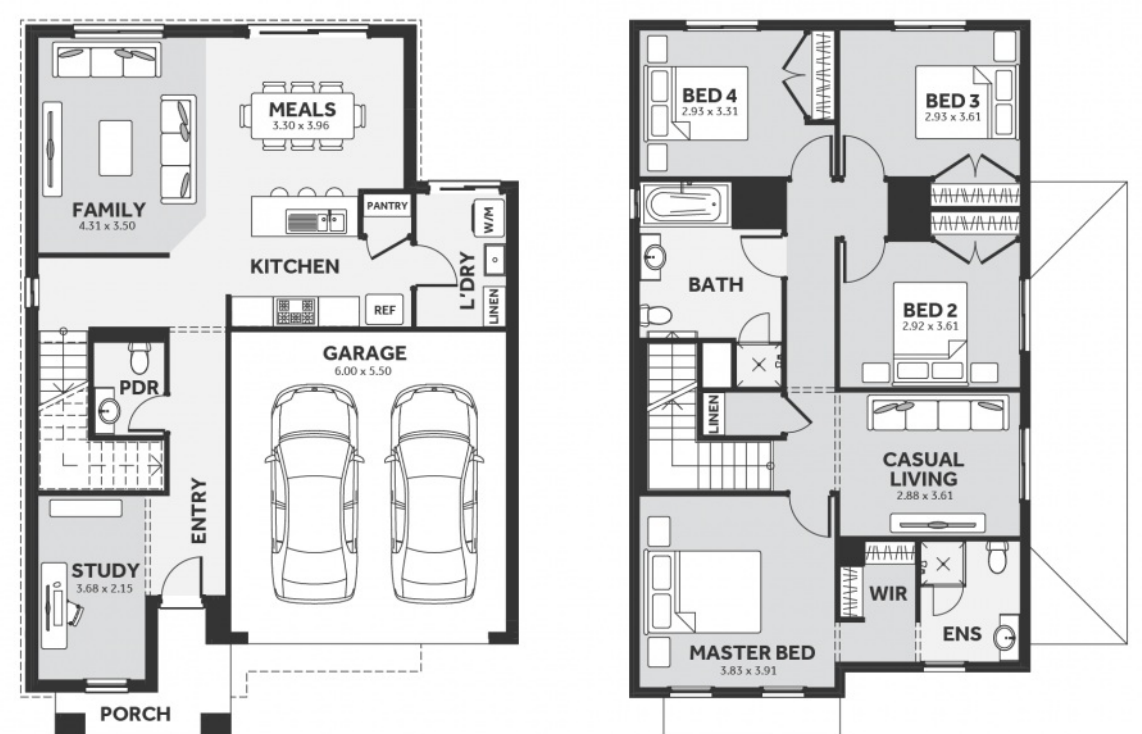 MEALS
3.30 x 3.96
FAMILY
4.31 x 3.50
PANTRY
W/M
KITCHEN
L'DRY
LINEN
REF
GARAGE
6.00 x 5.50
PDR
ENTRY
STUDY
3.68 x 2.15
PORCH
BED 4
2.93 x 3.31
BED 3
2.93 x 3.61
BATH
BED 2
2.92 x 3.61
LINEN
CASUAL
LIVING
2.88 x 3.61
WIR
ENS
MASTER BED
3.83 x 3.91